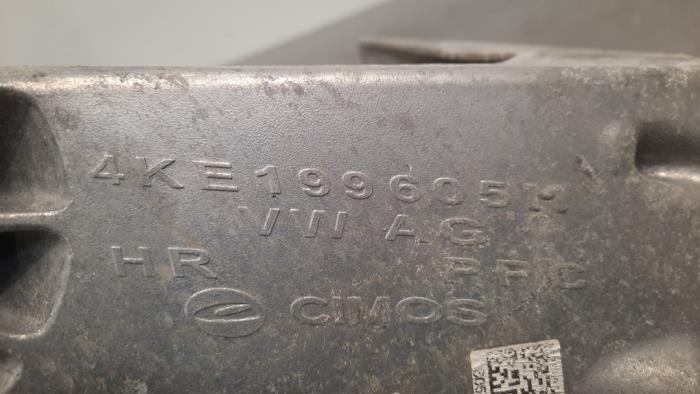 4KE199605M
VW AG
HR PPC
CIMOS